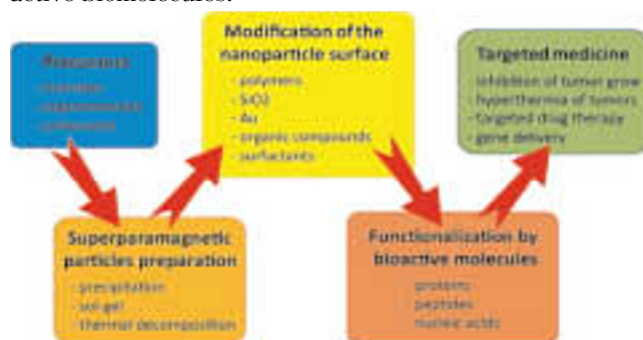 active biomolecules.
Precursors
Modification of the
nanoparticle surface
- polymers
- SiO2
- Au
- organic compounds
- surfactants
Targeted medicine
- inhibition of tumor grow
- hyperthermia of tumors
- targeted drug therapy
- gene delivery
Superparamagnetic
particles preparation
- precipitation
- sol-gel
- thermal decomposition
Functionalization by
bioactive molecules
proteins
peptides
nucleic acids